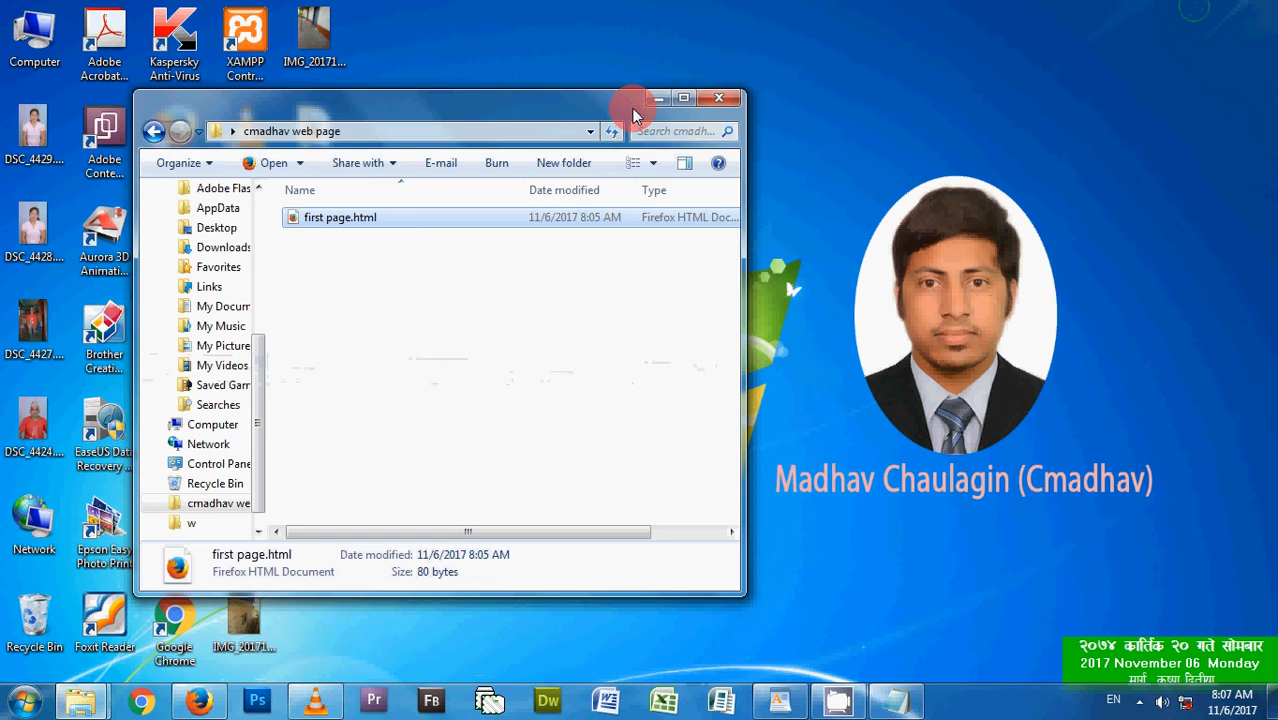 Computer
Adobe Acrobat...
Kaspersky Anti-Virus
XAMPP Contr...
IMG_20171...
DSC_4429....
Adobe Conte...
DSC_4428....
Aurora 3D Animati...
DSC_4427....
Brother Creati...
DSC_4424....
EaseUS Data Recovery ...
Network
Epson Easy Photo Print
Recycle Bin
Foxit Reader
Google Chrome
IMG_20171...
cmadhav web page
Search cmadh...
Organize
Open
Share with
E-mail
Burn
New folder
Name
Date modified
Type
first page.html
11/6/2017 8:05 AM
Firefox HTML Doc...
Adobe Flas
AppData
Desktop
Downloads
Favorites
Links
My Docum
My Music
My Picture
My Videos
Saved Gam
Searches
Computer
Network
Control Pane
Recycle Bin
cmadhav we
w
first page.html
Date modified: 11/6/2017 8:05 AM
Firefox HTML Document
Size: 80 bytes
Madhav Chaulagin (Cmadhav)
२०७४ कार्तिक २० गते सोमबार
2017 November 06 Monday
मार्ग कृष्ण द्वितीया
Ps
Pr
FB
Dw
EN
8:07 AM
11/6/2017